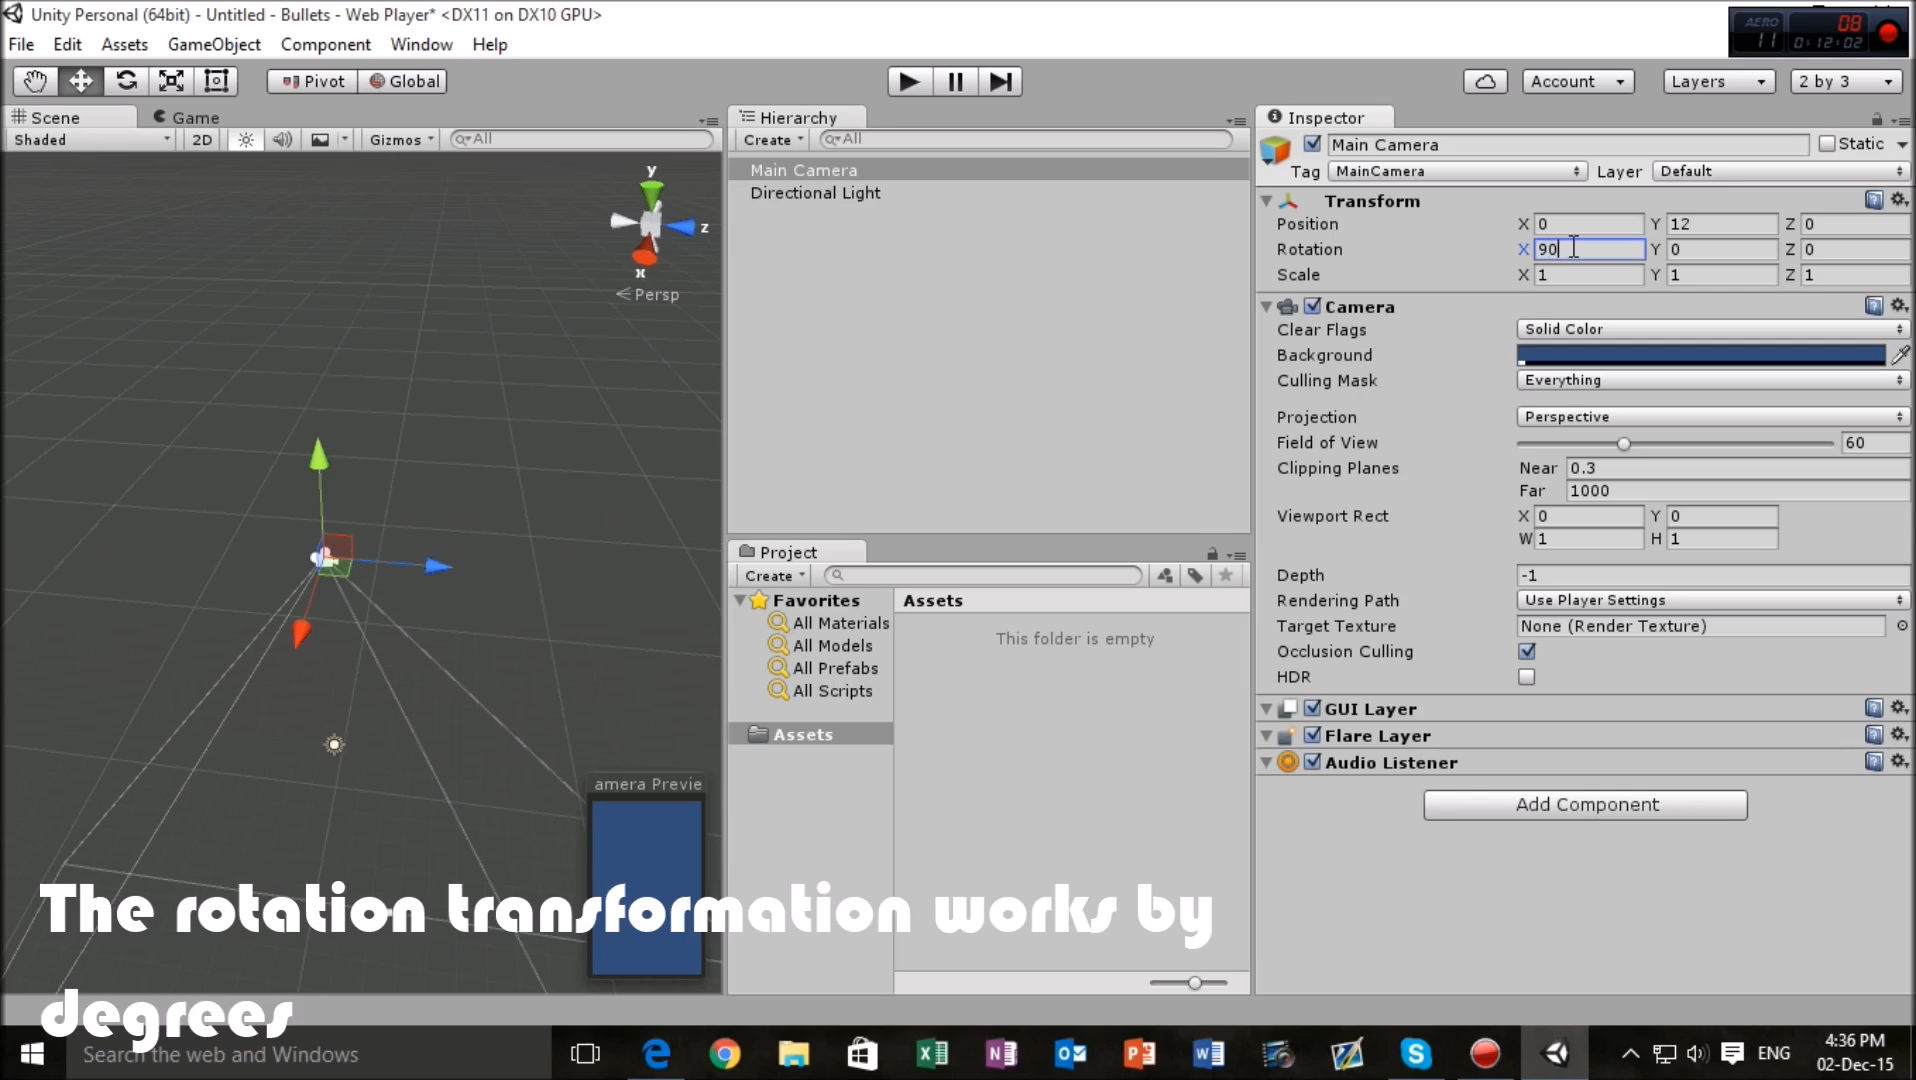 Unity Personal (64bit) - Untitled - Bullets - Web Player* <DX11 on DX10 GPU>
AERO
11
08
0:12:02
File Edit Assets GameObject Component Window Help
Pivot Global
Account Layers 2 by 3
Scene Game
Shaded 2D Gizmos All
y
z
x
Persp
amera Previe
Hierarchy
Create All
Main Camera
Directional Light
Project
Create
Favorites
All Materials
All Models
All Prefabs
All Scripts
Assets
Assets
This folder is empty
Inspector
Main Camera Static
Tag MainCamera Layer Default
Transform
Position X 0 Y 12 Z 0
Rotation X 90 Y 0 Z 0
Scale X 1 Y 1 Z 1
Camera
Clear Flags Solid Color
Background
Culling Mask Everything
Projection Perspective
Field of View 60
Clipping Planes Near 0.3
Far 1000
Viewport Rect X 0 Y 0
W 1 H 1
Depth -1
Rendering Path Use Player Settings
Target Texture None (Render Texture)
Occlusion Culling
HDR
GUI Layer
Flare Layer
Audio Listener
Add Component
The rotation transformation works by
degrees
Search the web and Windows
ENG
4:36 PM
02-Dec-15